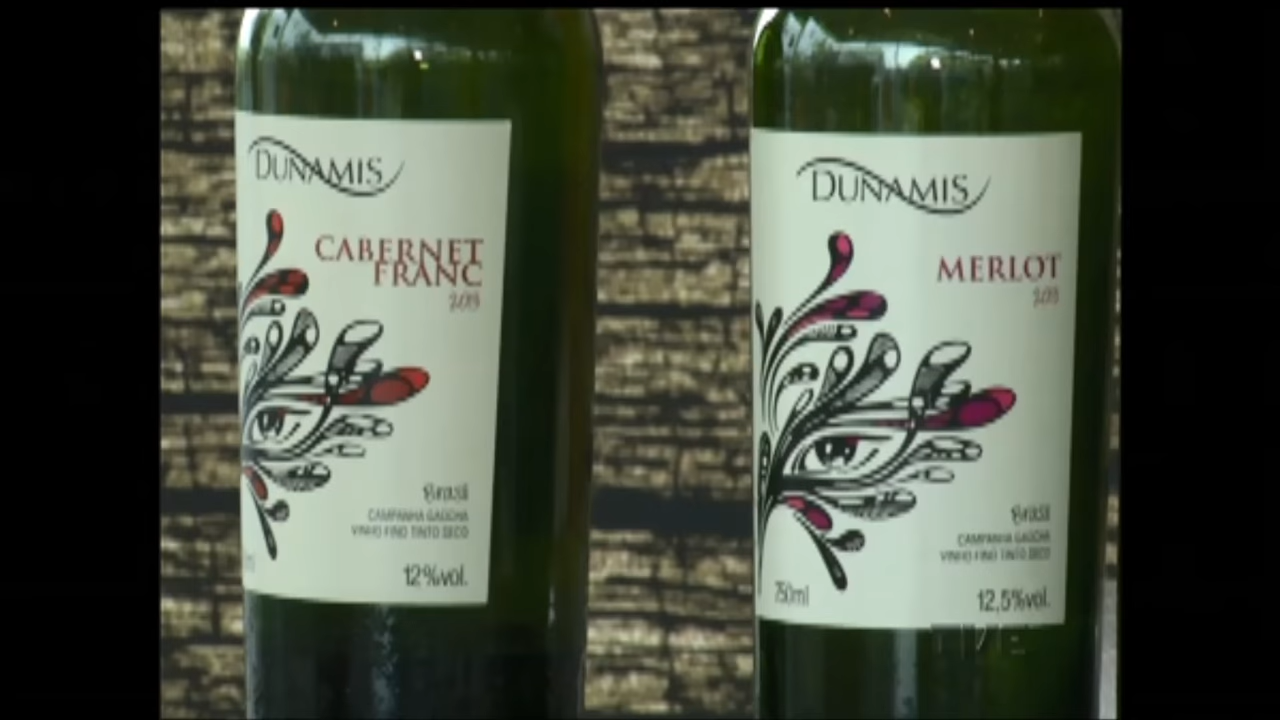 DUNAMIS
CABERNET
FRANC
Brasil
CAMPANHA GAÚCHA
VINHO FINO TINTO SECO
12%vol.
DUNAMIS
MERLOT
Brasil
CAMPANHA GAÚCHA
VINHO FINO TINTO SECO
750ml
12,5%vol.